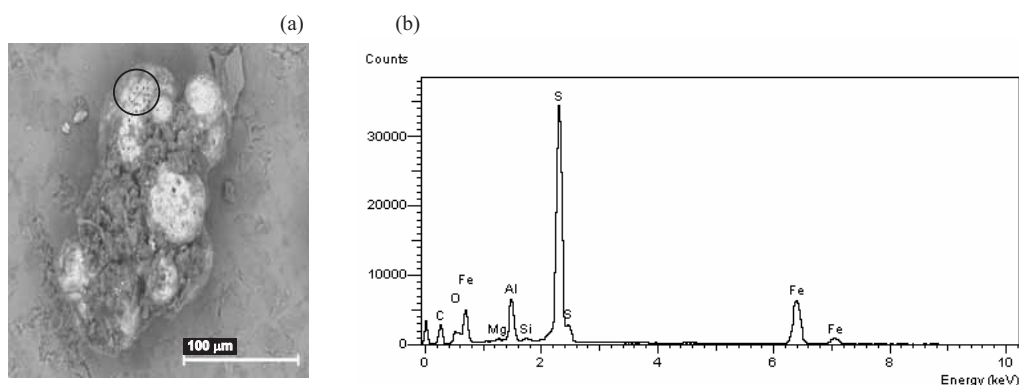 (a)
(b)
100 µm
Counts
30000
20000
10000
0
C
O
Fe
Mg
Al
Si
S
S
Fe
Fe
0
2
4
6
8
10
Energy (keV)